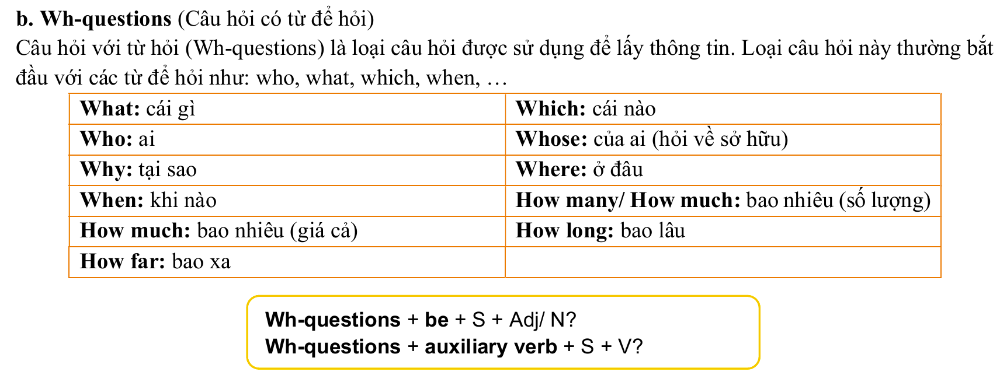 b. Wh-questions (Câu hỏi có từ để hỏi)
Câu hỏi với từ hỏi (Wh-questions) là loại câu hỏi được sử dụng để lấy thông tin. Loại câu hỏi này thường bắt
đầu với các từ để hỏi như: who, what, which, when, …
What: cái gì
Which: cái nào
Who: ai
Whose: của ai (hỏi về sở hữu)
Why: tại sao
Where: ở đâu
When: khi nào
How many/ How much: bao nhiêu (số lượng)
How much: bao nhiêu (giá cả)
How long: bao lâu
How far: bao xa
Wh-questions + be + S + Adj/ N?
Wh-questions + auxiliary verb + S + V?